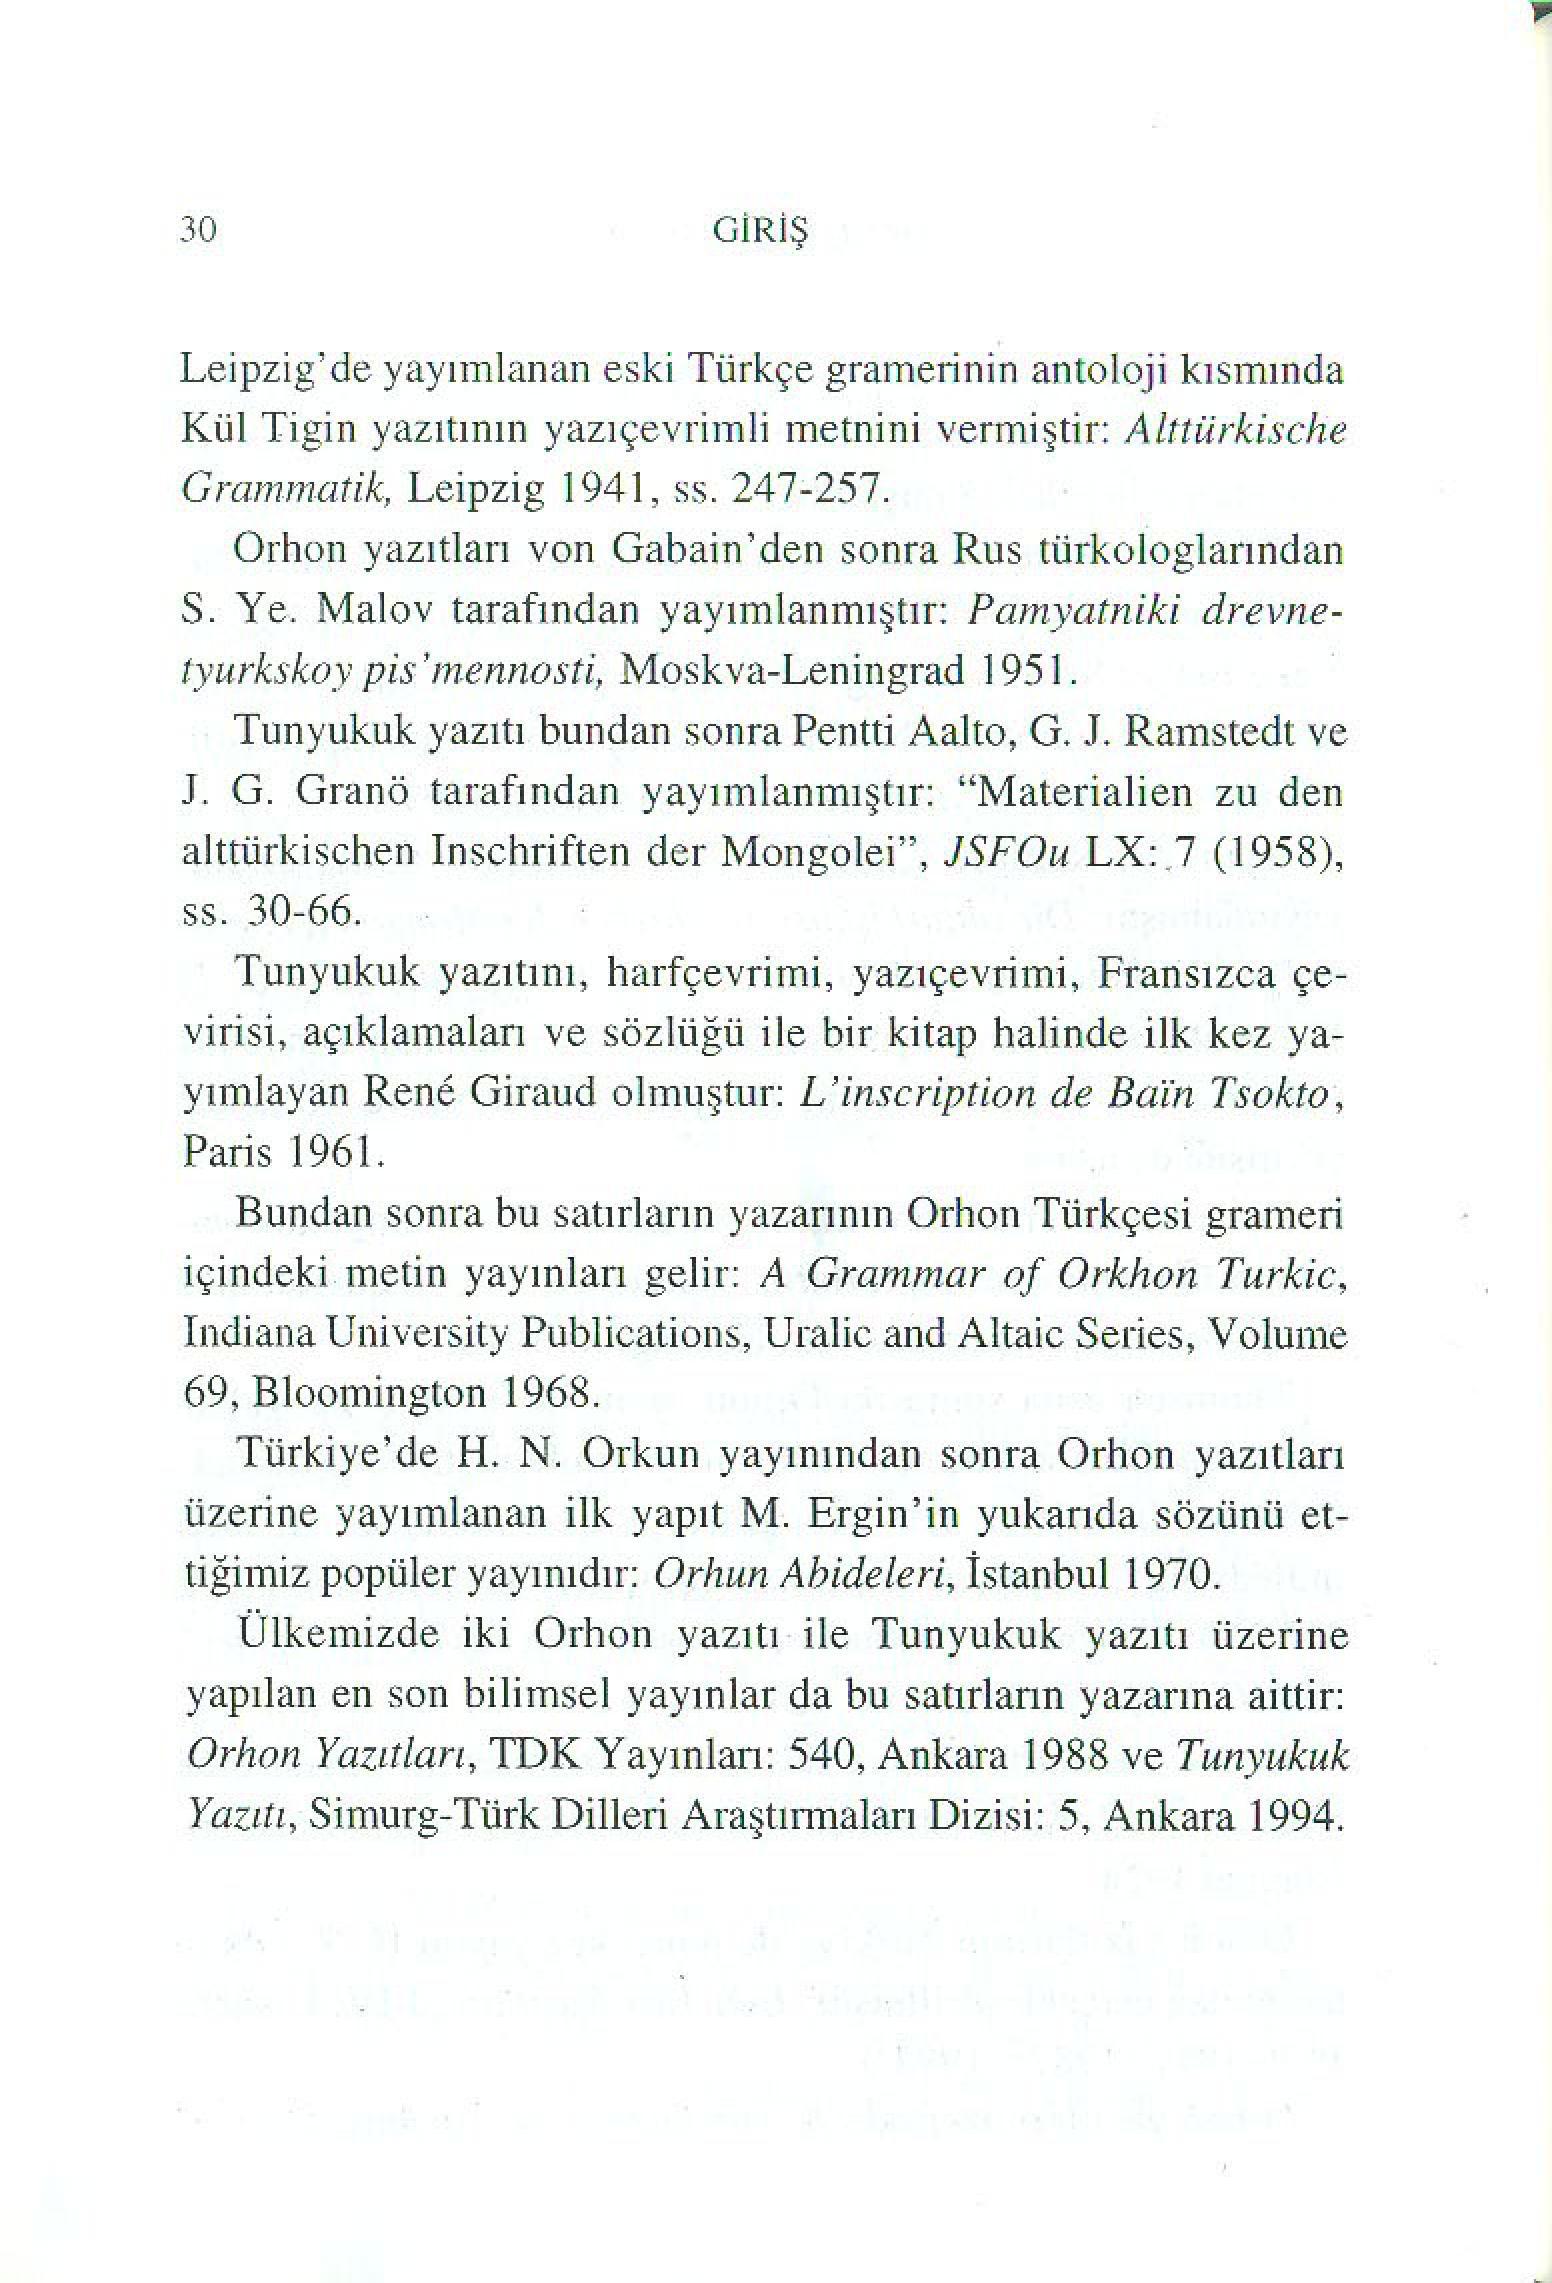 30
GİRİŞ
Leipzig'de yayımlanan eski Türkçe gramerinin antoloji kısmında
Kül Tigin yazıtının yazıçevrimli metnini vermiştir: Alttürkische
Grammatik, Leipzig 1941, ss. 247-257.
Orhon yazıtları von Gabain'den sonra Rus türkologlarından
S. Ye. Malov tarafından yayımlanmıştır: Pamyatniki drevne-
tyurkskoy pis'mennosti, Moskva-Leningrad 1951.
Tunyukuk yazıtı bundan sonra Pentti Aalto, G. J. Ramstedt ve
J. G. Granö tarafından yayımlanmıştır: “Materialien zu den
alttürkischen Inschriften der Mongolei”, JSFOu LX: 7 (1958),
ss. 30-66.
Tunyukuk yazıtını, harfçevrimi, yazıçevrimi, Fransızca çe-
virisi, açıklamaları ve sözlüğü ile bir kitap halinde ilk kez ya-
yımlayan René Giraud olmuştur: L'inscription de Baïn Tsokto,
Paris 1961.
Bundan sonra bu satırların yazarının Orhon Türkçesi grameri
içindeki metin yayınları gelir: A Grammar of Orkhon Turkic,
Indiana University Publications, Uralic and Altaic Series, Volume
69, Bloomington 1968.
Türkiye'de H. N. Orkun yayınından sonra Orhon yazıtları
üzerine yayımlanan ilk yapıt M. Ergin'in yukarıda sözünü et-
tiğimiz popüler yayınıdır: Orhun Abideleri, İstanbul 1970.
Ülkemizde iki Orhon yazıtı ile Tunyukuk yazıtı üzerine
yapılan en son bilimsel yayınlar da bu satırların yazarına aittir:
Orhon Yazıtları, TDK Yayınları: 540, Ankara 1988 ve Tunyukuk
Yazıtı, Simurg-Türk Dilleri Araştırmaları Dizisi: 5, Ankara 1994.